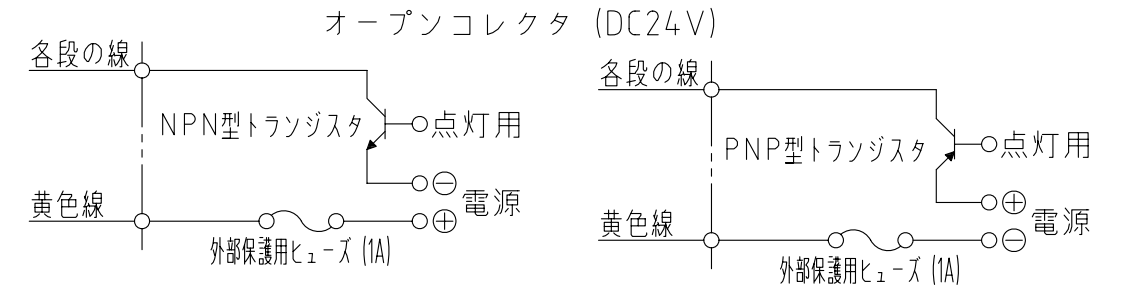 オープンコレクタ (DC24V)
各段の線
NPN型トランジスタ
点灯用
⊖
電源
黄色線
⊕
外部保護用ヒューズ (1A)
各段の線
PNP型トランジスタ
点灯用
⊕
電源
黄色線
⊖
外部保護用ヒューズ (1A)